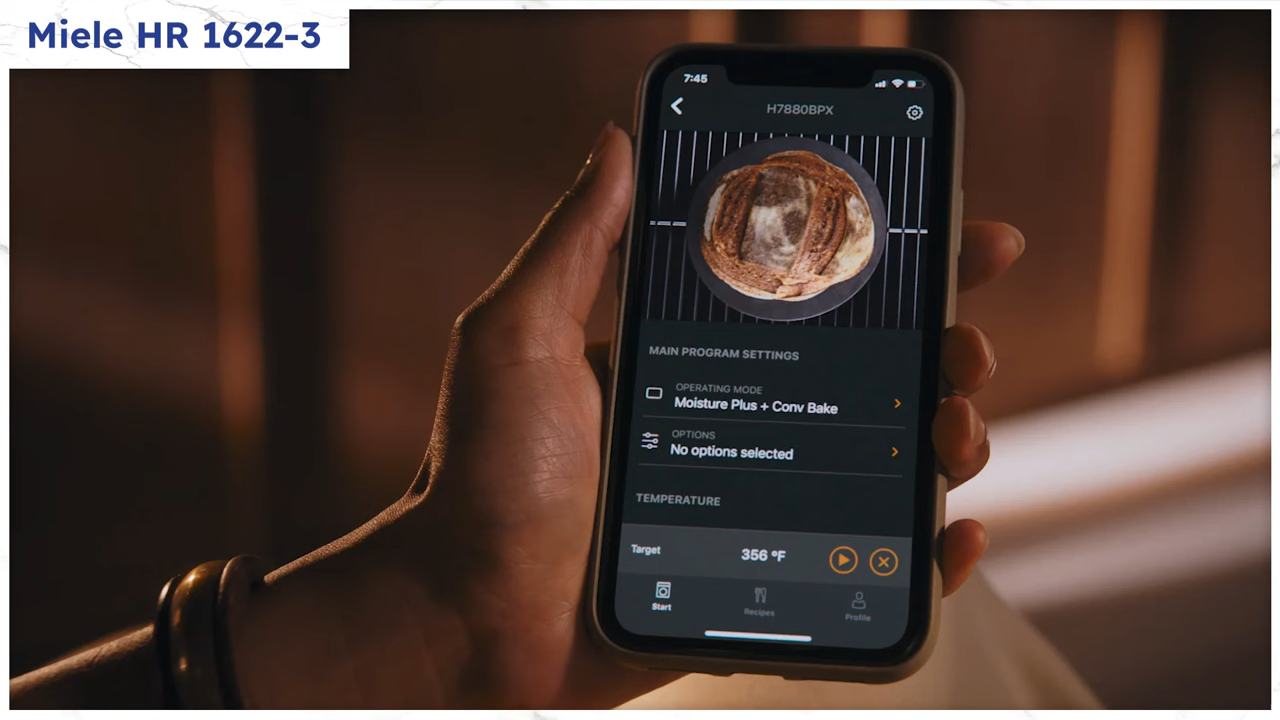 Miele HR 1622-3
7:45
H7880BPX
MAIN PROGRAM SETTINGS
OPERATING MODE
Moisture Plus + Conv Bake
OPTIONS
No options selected
TEMPERATURE
Target 356 °F
Start Recipes Profile